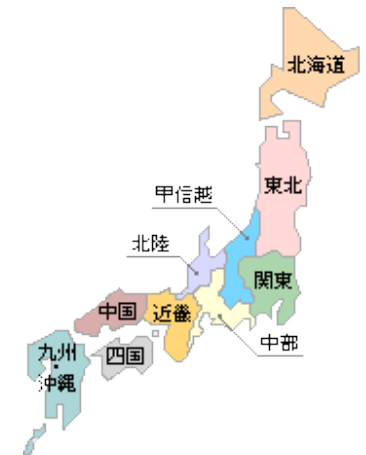 北海道
東北
甲信越
北陸
関東
中国
近畿
中部
九州
沖縄
四国